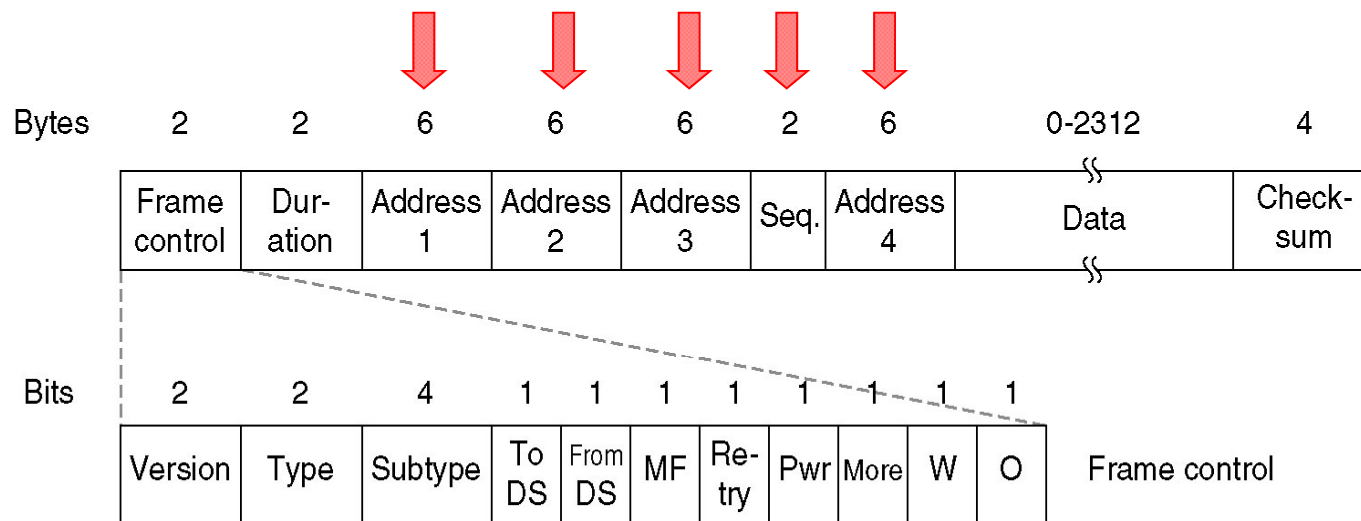 Bytes 2 2 6 6 6 2 6 0-2312 4
Frame control
Dur-
ation
Address 1
Address 2
Address 3
Seq.
Address 4
Data
Check-
sum
Bits 2 2 4 1 1 1 1 1 1 1 1
Version
Type
Subtype
To DS
From DS
MF
Re-
try
Pwr
More
W
O
Frame control